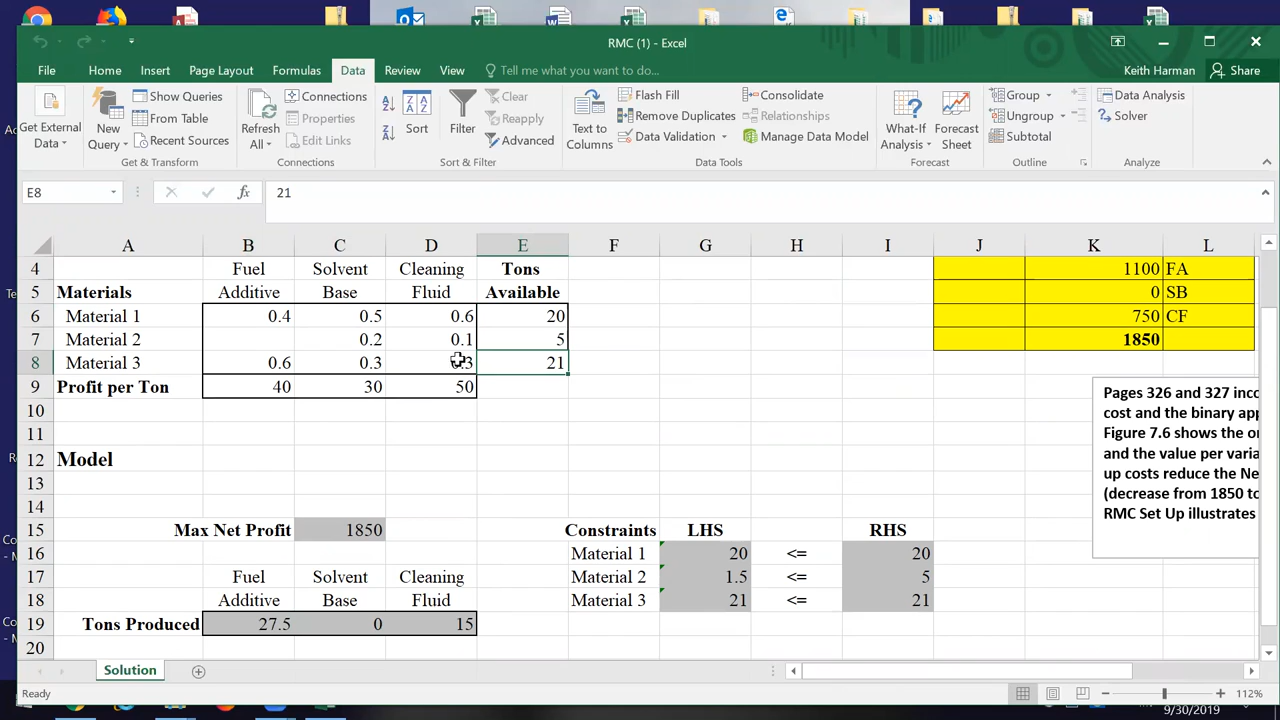 RMC (1) - Excel
File Home Insert Page Layout Formulas Data Review View Tell me what you want to do... Keith Harman Share
Get External Data
New Query
Show Queries
From Table
Recent Sources
Get & Transform
Refresh All
Connections
Properties
Edit Links
Connections
Sort
Filter
Clear
Reapply
Advanced
Sort & Filter
Text to Columns
Flash Fill
Remove Duplicates
Data Validation
Consolidate
Relationships
Manage Data Model
Data Tools
What-If Analysis
Forecast Sheet
Forecast
Group
Ungroup
Subtotal
Outline
Data Analysis
Solver
Analyze
E8 fx 21
A B C D E F G H I J K L
4 Fuel Solvent Cleaning Tons 1100 FA
5 Materials Additive Base Fluid Available 0 SB
6 Material 1 0.4 0.5 0.6 20 750 CF
7 Material 2 0.2 0.1 5 1850
8 Material 3 0.6 0.3 21
9 Profit per Ton 40 30 50
10
11
12 Model
13
14
15 Max Net Profit 1850 Constraints LHS RHS
16 Material 1 20 <= 20
17 Fuel Solvent Cleaning Material 2 1.5 <= 5
18 Additive Base Fluid Material 3 21 <= 21
19 Tons Produced 27.5 0 15
20
Pages 326 and 327 inco
cost and the binary app
Figure 7.6 shows the or
and the value per varia
up costs reduce the Ne
(decrease from 1850 to
RMC Set Up illustrates
Solution
Ready 112%
9/30/2019